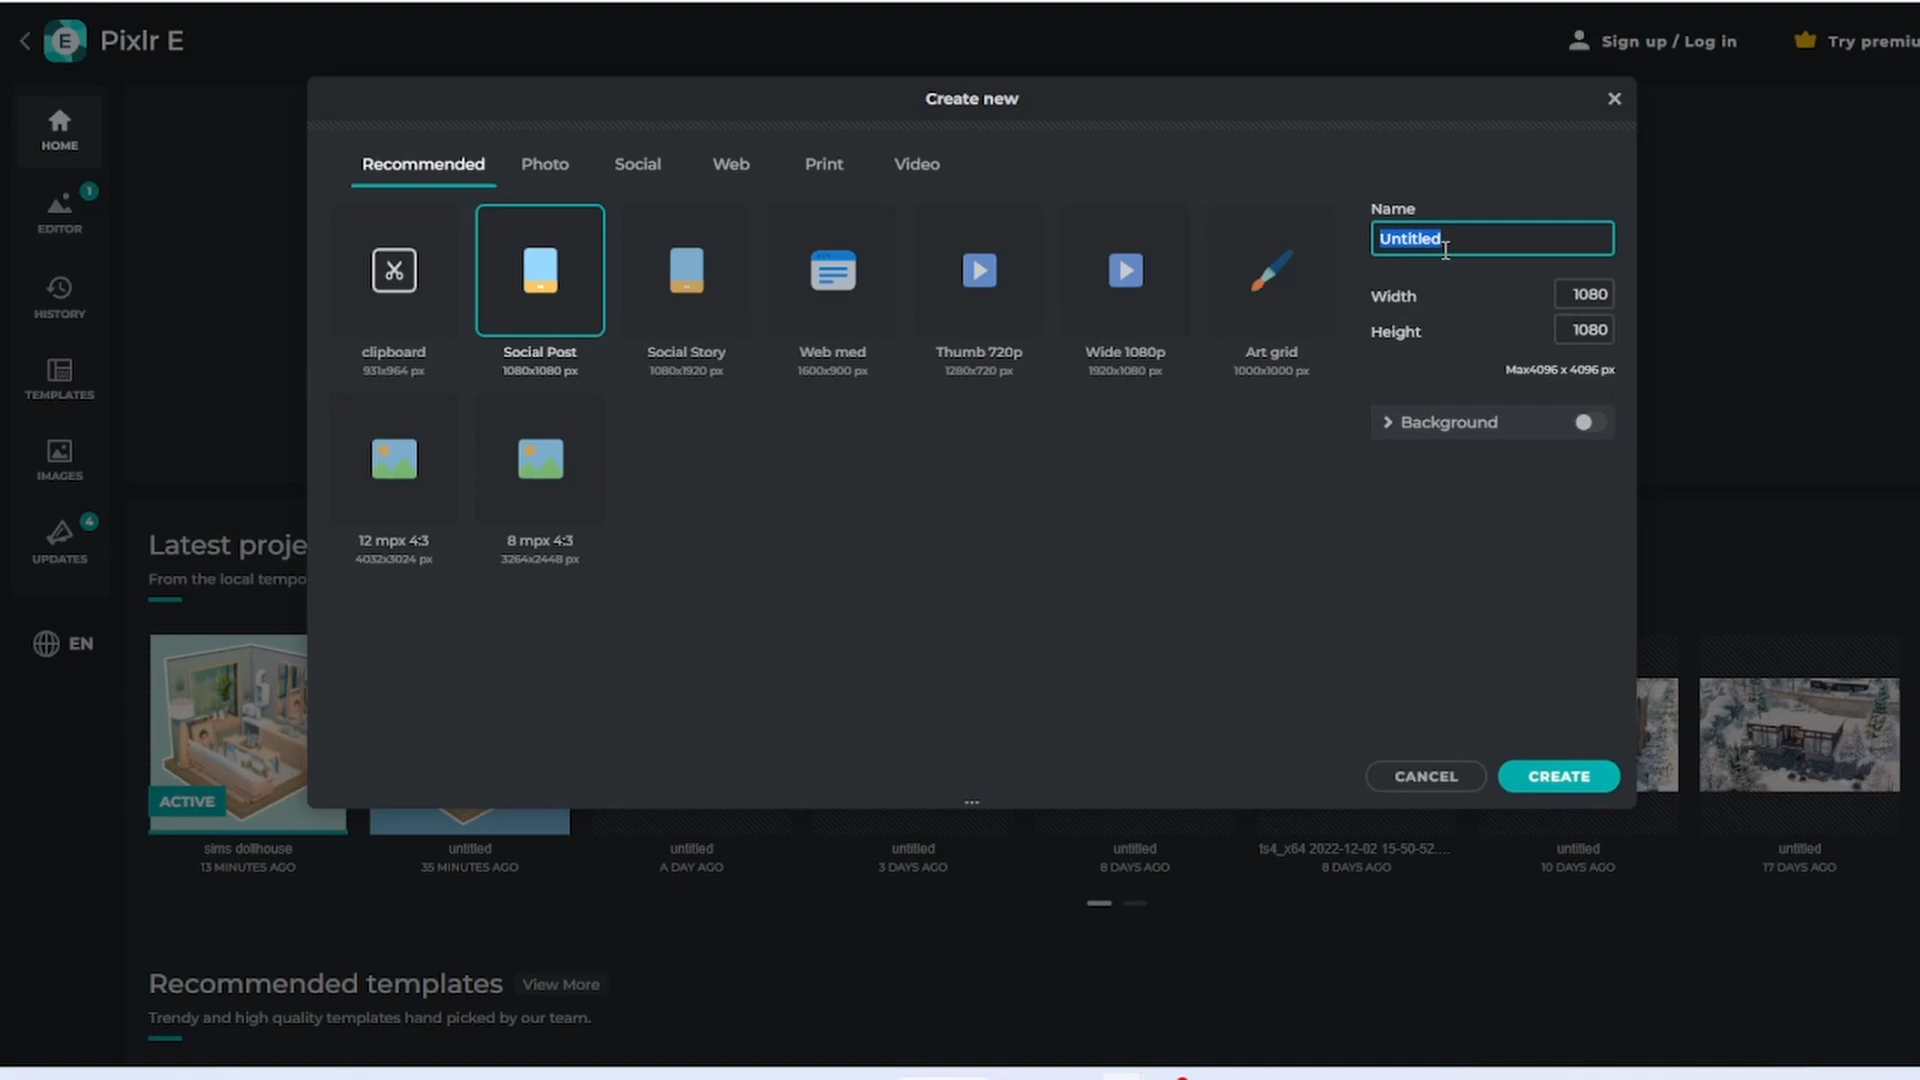 E Pixlr E
Sign up / Log in
Try premiu
Create new
HOME
1
EDITOR
HISTORY
TEMPLATES
IMAGES
4
UPDATES
EN
Recommended Photo Social Web Print Video
clipboard
931x964 px
Social Post
1080x1080 px
Social Story
1080x1920 px
Web med
1600x900 px
Thumb 720p
1280x720 px
Wide 1080p
1920x1080 px
Art grid
1000x1000 px
12 mpx 4:3
4032x3024 px
8 mpx 4:3
3264x2448 px
Name
Untitled
Width 1080
Height 1080
Max4096 x 4096 px
Background
CANCEL CREATE
Latest proje
From the local tempo
ACTIVE
sims dollhouse
13 MINUTES AGO
untitled
35 MINUTES AGO
untitled
A DAY AGO
untitled
3 DAYS AGO
untitled
8 DAYS AGO
ts4_x64 2022-12-02 15-50-52....
8 DAYS AGO
untitled
10 DAYS AGO
untitled
17 DAYS AGO
Recommended templates View More
Trendy and high quality templates hand picked by our team.